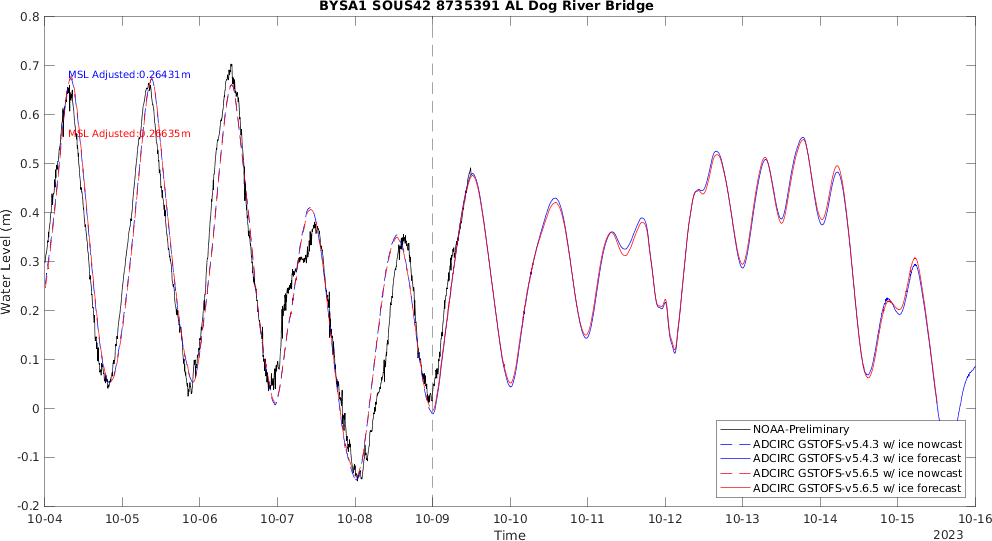 BYSA1 SOUS42 8735391 AL Dog River Bridge
Water Level (m)
0.8
0.7
0.6
0.5
0.4
0.3
0.2
0.1
0
-0.1
-0.2
MSL Adjusted:0.26431m
MSL Adjusted:0.26635m
NOAA-Preliminary
ADCIRC GSTOFS-v5.4.3 w/ ice nowcast
ADCIRC GSTOFS-v5.4.3 w/ ice forecast
ADCIRC GSTOFS-v5.6.5 w/ ice nowcast
ADCIRC GSTOFS-v5.6.5 w/ ice forecast
10-04 10-05 10-06 10-07 10-08 10-09 10-10 10-11 10-12 10-13 10-14 10-15 10-16
Time
2023